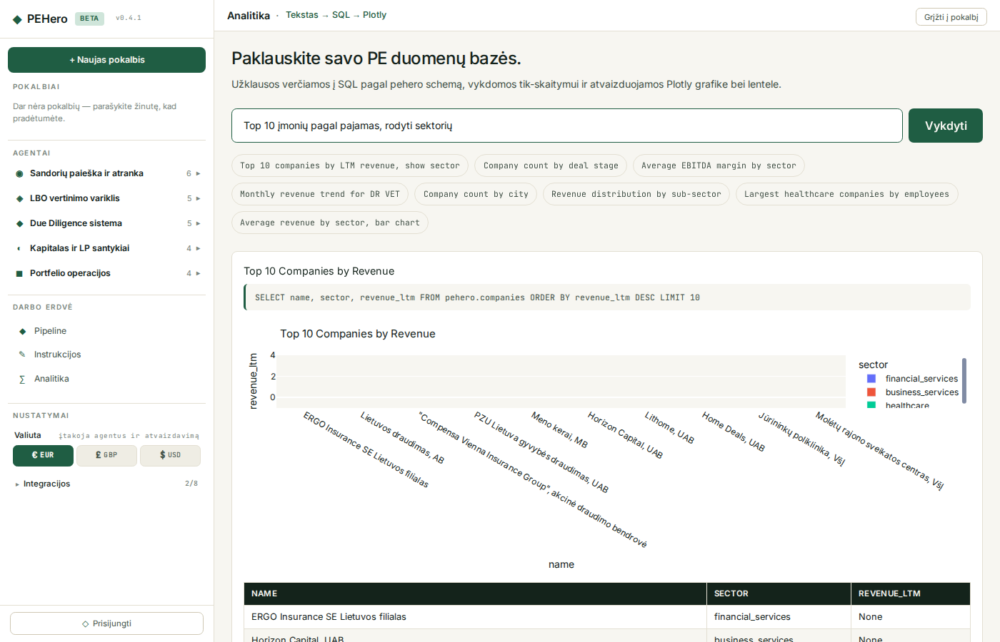 ◆ PEHero BETA v0.4.1
+ Naujas pokalbis
POKALBIAI
Dar nėra pokalbių — parašykite žinutę, kad
pradėtumėte.
AGENTAI
Sandorių paieška ir atranka 6 ▸
LBO vertinimo variklis 5 ▸
Due Diligence sistema 5 ▸
Kapitalas ir LP santykiai 4 ▸
Portfelio operacijos 4 ▸
DARBO ERDVĖ
Pipeline
Instrukcijos
∑ Analitika
NUSTATYMAI
Valiuta įtakoja agentus ir atvaizdavimą
€ EUR £ GBP $ USD
▸ Integracijos 2/8
◇ Prisijungti
Analitika · Tekstas → SQL → Plotly
Grįžti į pokalbį
Paklauskite savo PE duomenų bazės.
Užklausos verčiamos į SQL pagal pehero schemą, vykdomos tik-skaitymui ir atvaizduojamos Plotly grafike bei lentele.
Top 10 įmonių pagal pajamas, rodyti sektorių
Vykdyti
Top 10 companies by LTM revenue, show sector Company count by deal stage Average EBITDA margin by sector
Monthly revenue trend for DR VET Company count by city Revenue distribution by sub-sector Largest healthcare companies by employees
Average revenue by sector, bar chart
Top 10 Companies by Revenue
SELECT name, sector, revenue_ltm FROM pehero.companies ORDER BY revenue_ltm DESC LIMIT 10
Top 10 Companies by Revenue
revenue_ltm
4
2
0
sector
financial_services
business_services
healthcare
ERGO Insurance SE Lietuvos filialas
Lietuvos draudimas, AB
"Compensa Vienna Insurance Group", akcinė draudimo bendrovė
PZU Lietuva gyvybės draudimas, UAB
Meno kerai, MB
Horizon Capital, UAB
Lithome, UAB
Home Deals, UAB
Jūrininkų poliklinika, VšĮ
Molėtų rajono sveikatos centras, VšĮ
name
NAME SECTOR REVENUE_LTM
ERGO Insurance SE Lietuvos filialas financial_services None
Horizon Capital, UAB business_services None